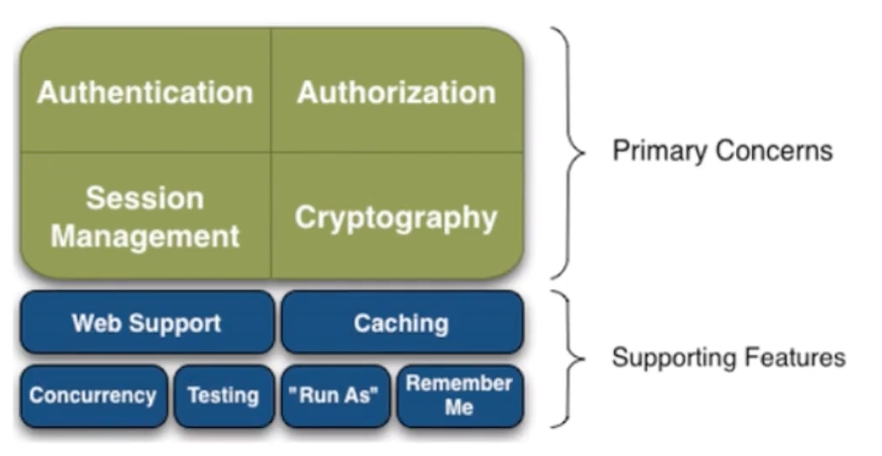 Authentication
Authorization
Primary Concerns
Session
Management
Cryptography
Web Support
Caching
Supporting Features
Concurrency
Testing
"Run As"
Remember
Me